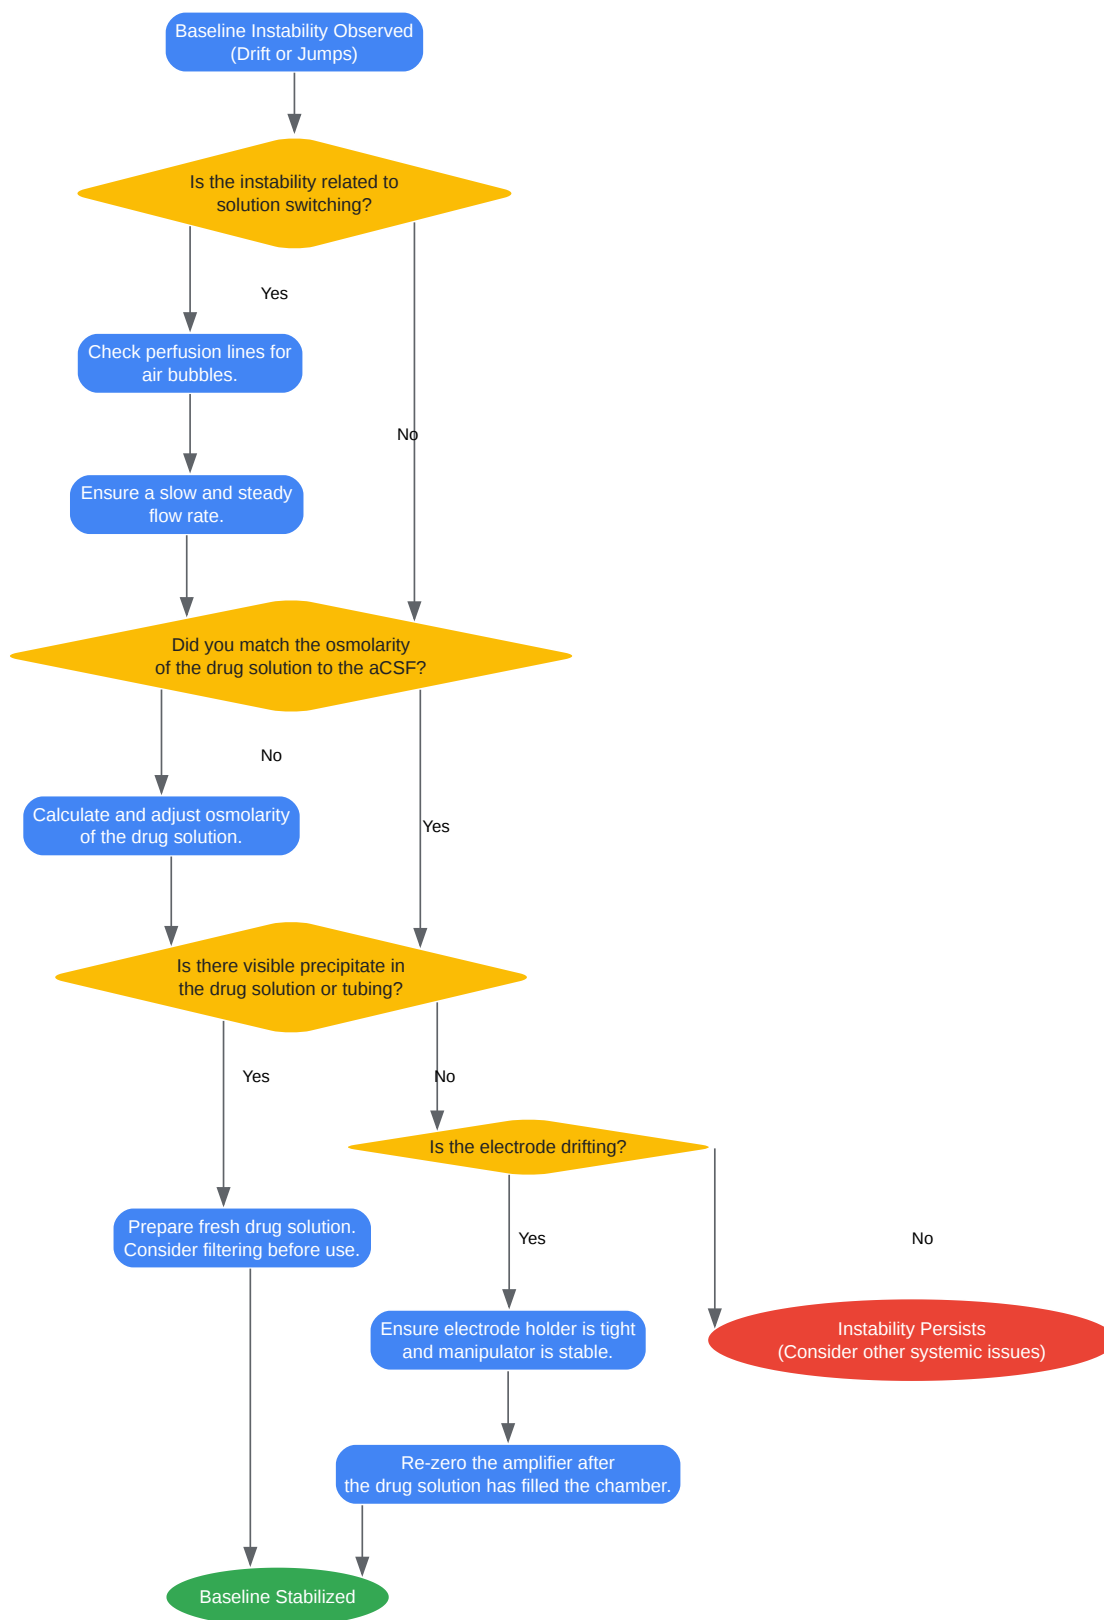 Baseline Instability Observed
(Drift or Jumps)
Is the instability related to
solution switching?
Yes
Check perfusion lines for
air bubbles.
No
Ensure a slow and steady
flow rate.
Did you match the osmolarity
of the drug solution to the aCSF?
No
Calculate and adjust osmolarity
of the drug solution.
Yes
Is there visible precipitate in
the drug solution or tubing?
Yes
No
Is the electrode drifting?
Prepare fresh drug solution.
Consider filtering before use.
Yes
No
Ensure electrode holder is tight
and manipulator is stable.
Instability Persists
(Consider other systemic issues)
Re-zero the amplifier after
the drug solution has filled the chamber.
Baseline Stabilized